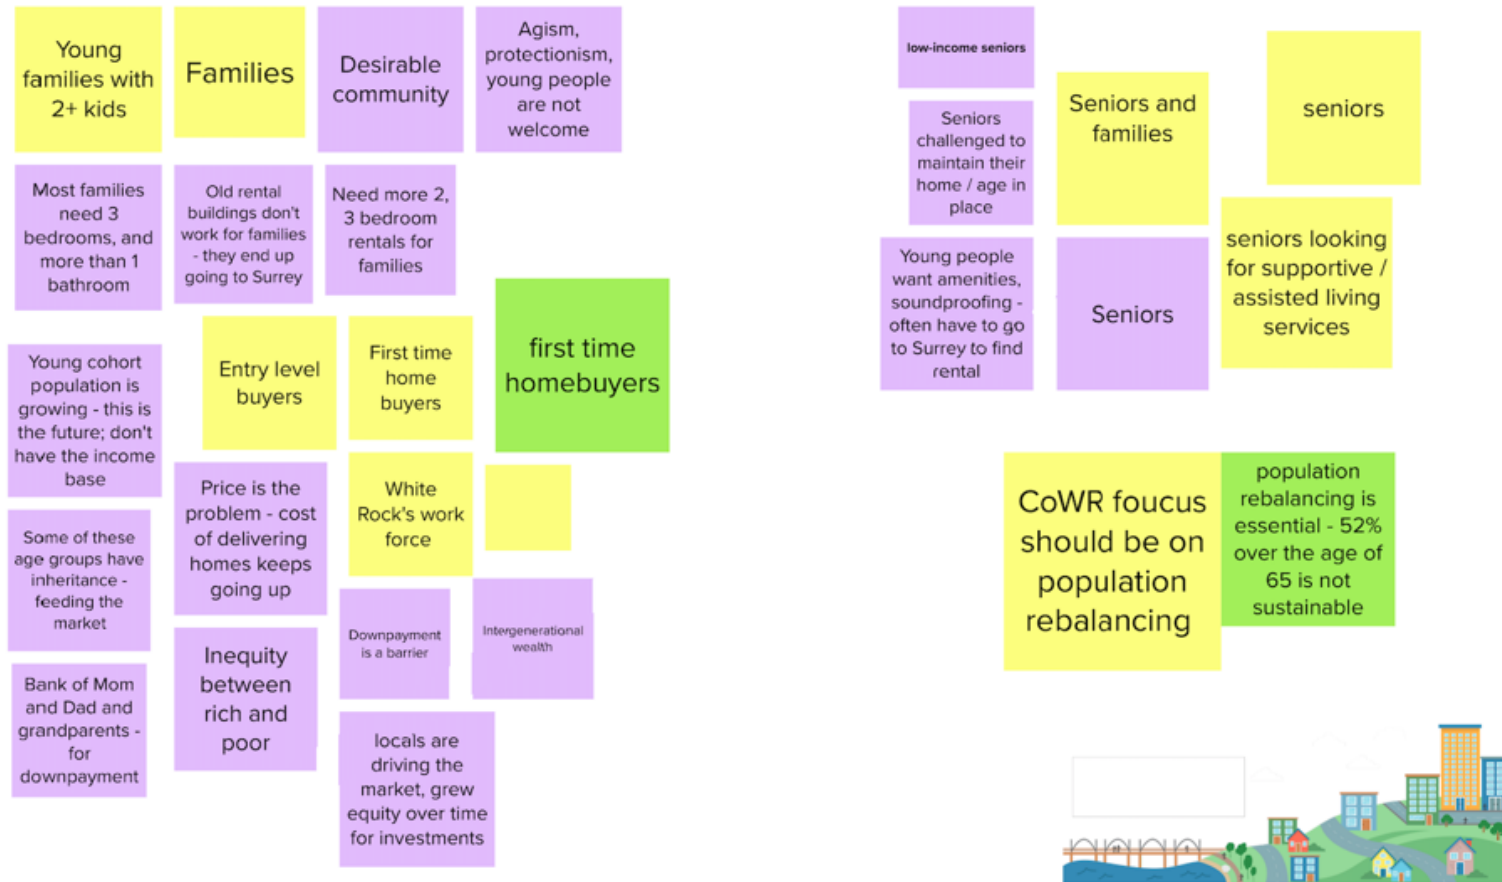 Young
families with
2+ kids
Families
Desirable
community
Agism,
protectionism,
young people
are not
welcome
Most families
need 3
bedrooms, and
more than 1
bathroom
Old rental
buildings don't
work for families
- they end up
going to Surrey
Need more 2,
3 bedroom
rentals for
families
Young cohort
population is
growing - this is
the future; don't
have the income
base
Entry level
buyers
First time
home
buyers
first time
homebuyers
Some of these
age groups have
inheritance -
feeding the
market
Price is the
problem - cost
of delivering
homes keeps
going up
White
Rock's work
force
Bank of Mom
and Dad and
grandparents -
for
downpayment
Inequity
between
rich and
poor
Downpayment
is a barrier
Intergenerational
wealth
locals are
driving the
market, grew
equity over time
for investments
low-income seniors
Seniors
challenged to
maintain their
home / age in
place
Seniors and
families
seniors
Young people
want amenities,
soundproofing -
often have to go
to Surrey to find
rental
Seniors
seniors looking
for supportive /
assisted living
services
CoWR foucus
should be on
population
rebalancing
population
rebalancing is
essential - 52%
over the age of
65 is not
sustainable